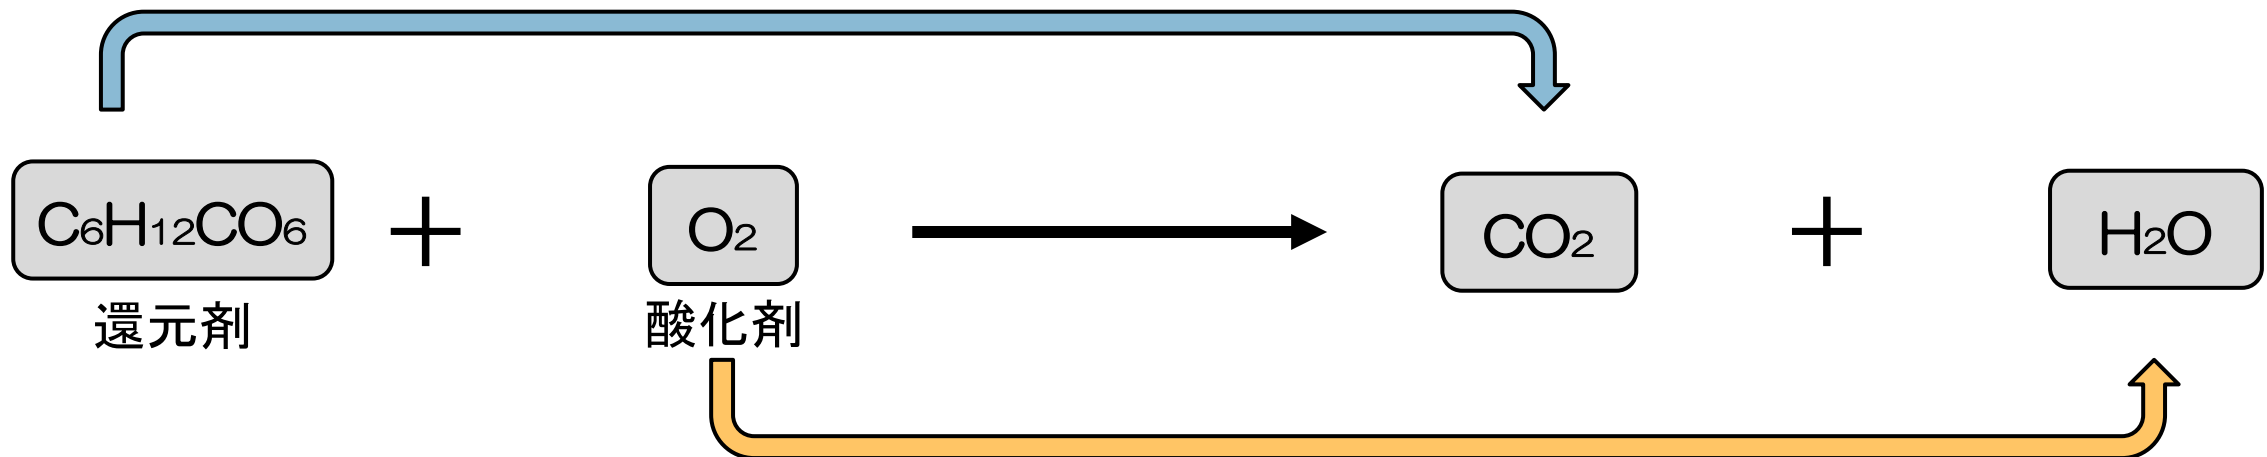 C6H12CO6 + O2 → CO2 + H2O
還元剤 酸化剤